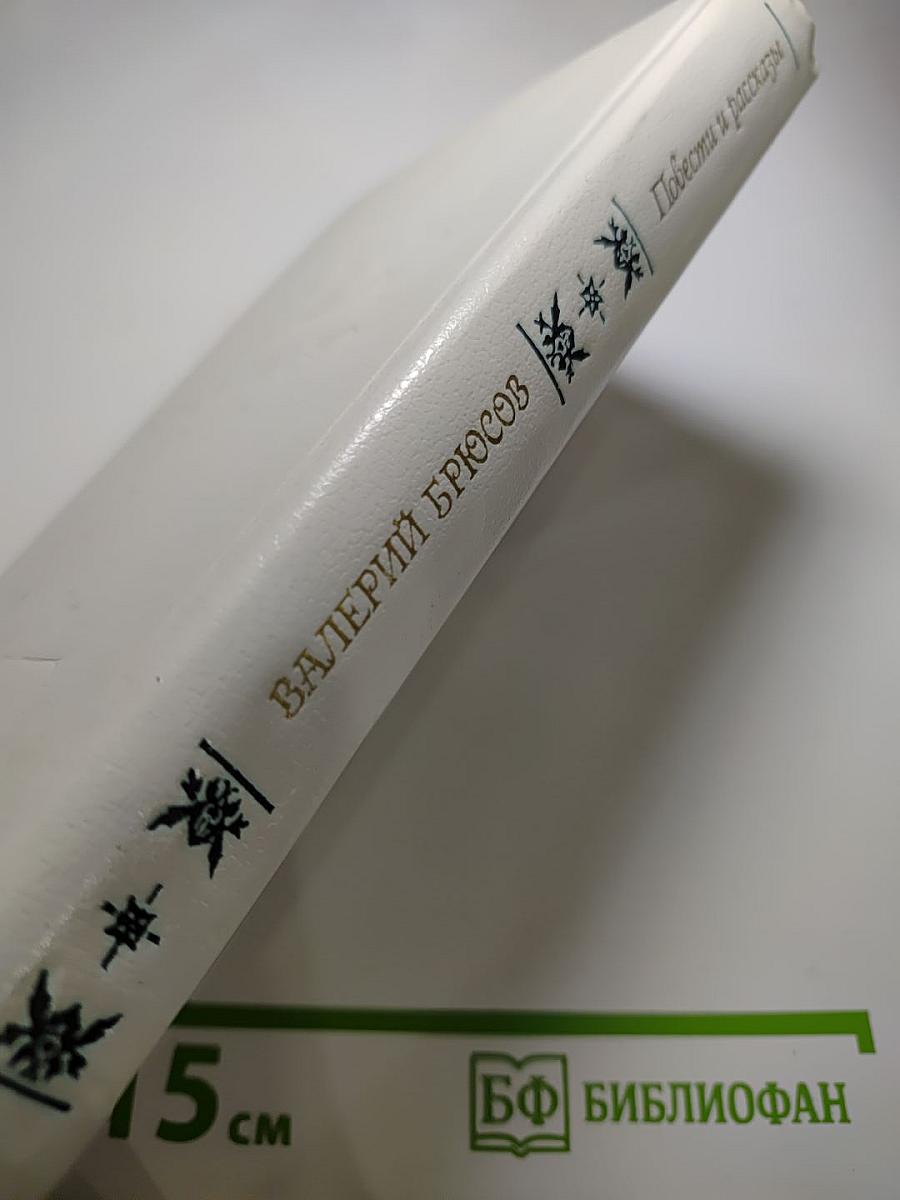 Повести и рассказы
ВАЛЕРИЙ БРЮСОВ
15 см
БФ БИБЛИОФАН